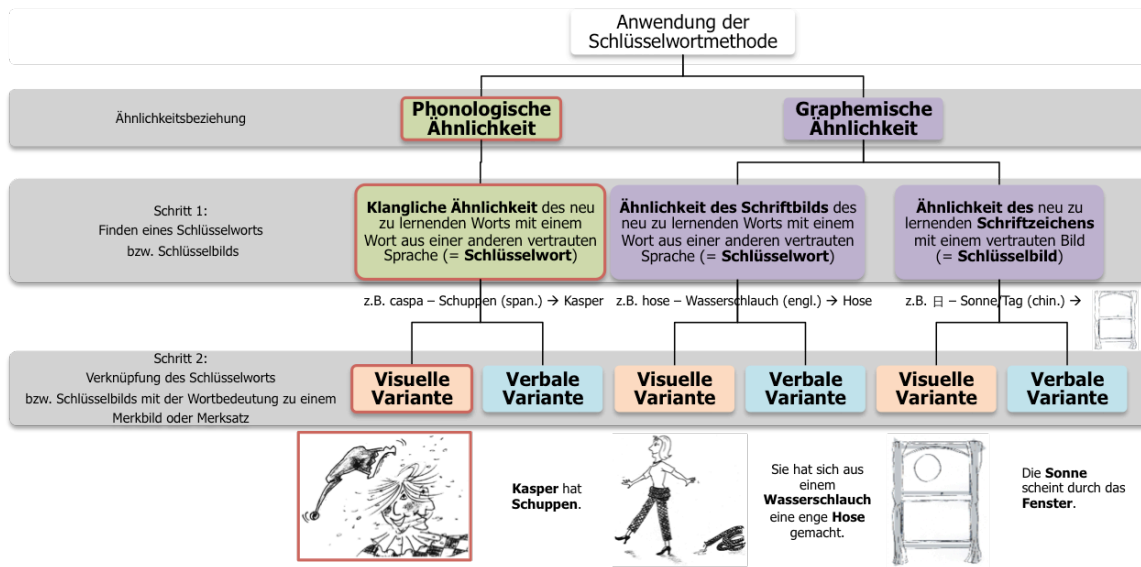 Anwendung der
Schlüsselwortmethode
Ähnlichkeitsbeziehung
Phonologische
Ähnlichkeit
Graphemische
Ähnlichkeit
Schritt 1:
Finden eines Schlüsselworts
bzw. Schlüsselbilds
Klangliche Ähnlichkeit des neu
zu lernenden Worts mit einem
Wort aus einer anderen vertrauten
Sprache (= Schlüsselwort)
Ähnlichkeit des Schriftbilds des
neu zu lernenden Worts mit einem
Wort aus einer anderen vertrauten
Sprache (= Schlüsselwort)
Ähnlichkeit des neu zu
lernenden Schriftzeichens
mit einem vertrauten Bild
(= Schlüsselbild)
z.B. caspa – Schuppen (span.) → Kasper
z.B. hose – Wasserschlauch (engl.) → Hose
z.B. 日 – Sonne/Tag (chin.) →
Schritt 2:
Verknüpfung des Schlüsselworts
bzw. Schlüsselbilds mit der Wortbedeutung zu einem
Merkbild oder Merksatz
Visuelle
Variante
Verbale
Variante
Visuelle
Variante
Verbale
Variante
Visuelle
Variante
Verbale
Variante
Kasper hat
Schuppen.
Sie hat sich aus
einem
Wasserschlauch
eine enge Hose
gemacht.
Die Sonne
scheint durch das
Fenster.